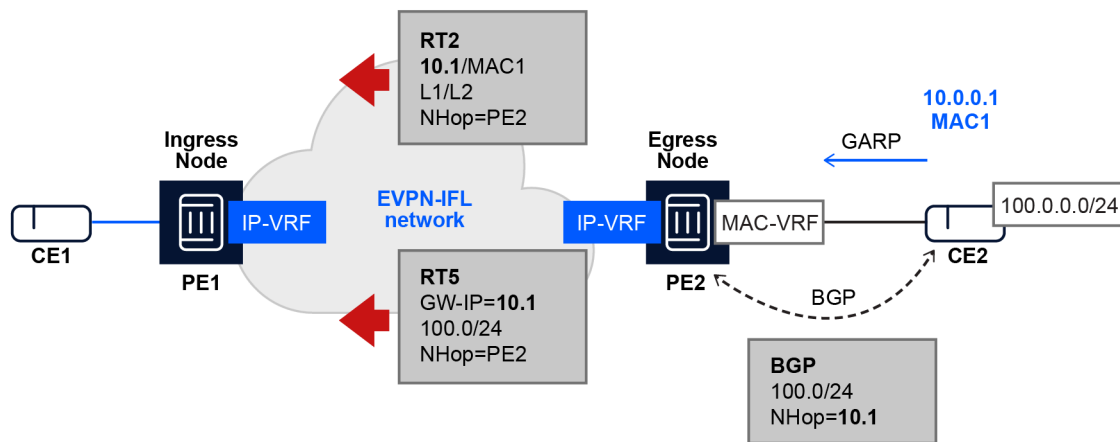 RT2
10.1/MAC1
L1/L2
NHop=PE2
10.0.0.1
MAC1
GARP
Ingress
Node
Egress
Node
EVPN-IFL
network
IP-VRF
IP-VRF
MAC-VRF
100.0.0.0/24
CE1
PE1
PE2
CE2
RT5
GW-IP=10.1
100.0/24
NHop=PE2
BGP
BGP
100.0/24
NHop=10.1